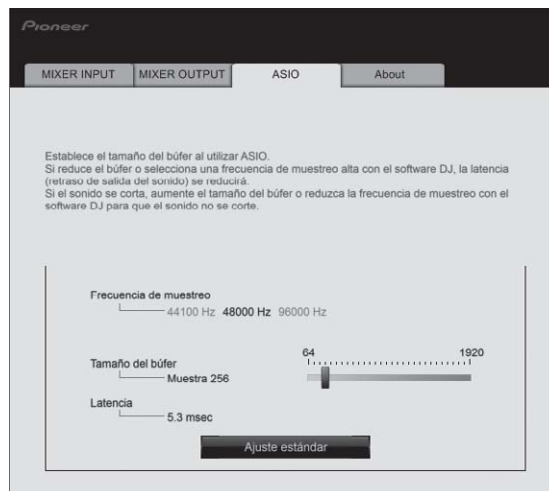 Pioneer
MIXER INPUT MIXER OUTPUT ASIO About
Establece el tamaño del búfer al utilizar ASIO.
Si reduce el búfer o selecciona una frecuencia de muestreo alta con el software DJ, la latencia
(retraso de salida del sonido) se reducirá.
Si el sonido se corta, aumente el tamaño del búfer o reduzca la frecuencia de muestreo con el
software DJ para que el sonido no se corte.
Frecuencia de muestreo
44100 Hz 48000 Hz 96000 Hz
64 1920
Tamaño del búfer
Muestra 256
Latencia
5.3 msec
Ajuste estándar